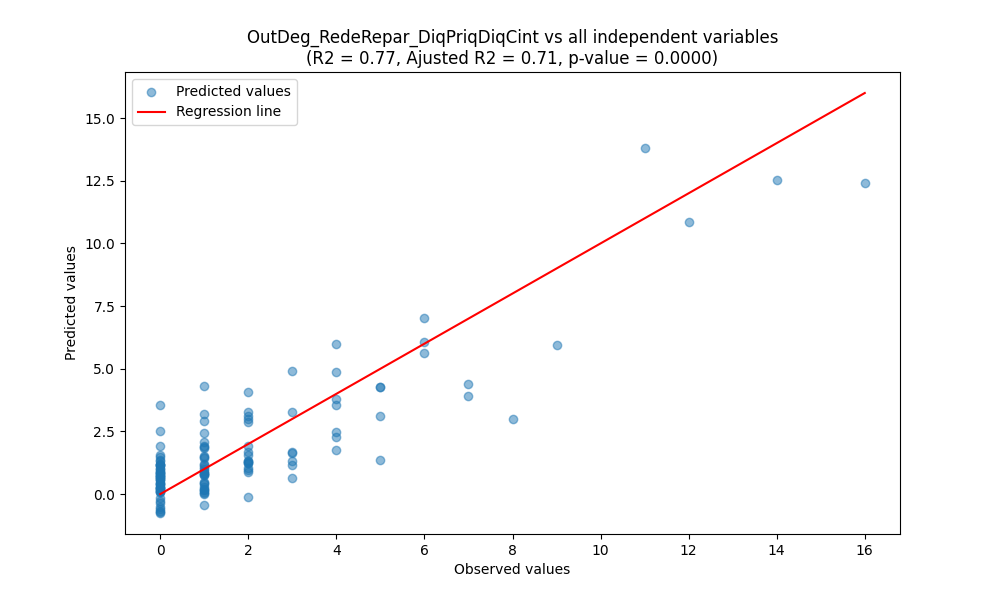 OutDeg_RedeRepar_DiqPriqDiqCint vs all independent variables
(R2 = 0.77, Ajusted R2 = 0.71, p-value = 0.0000)
Predicted values
Regression line
15.0
12.5
10.0
7.5
5.0
2.5
0.0
Predicted values
0 2 4 6 8 10 12 14 16
Observed values